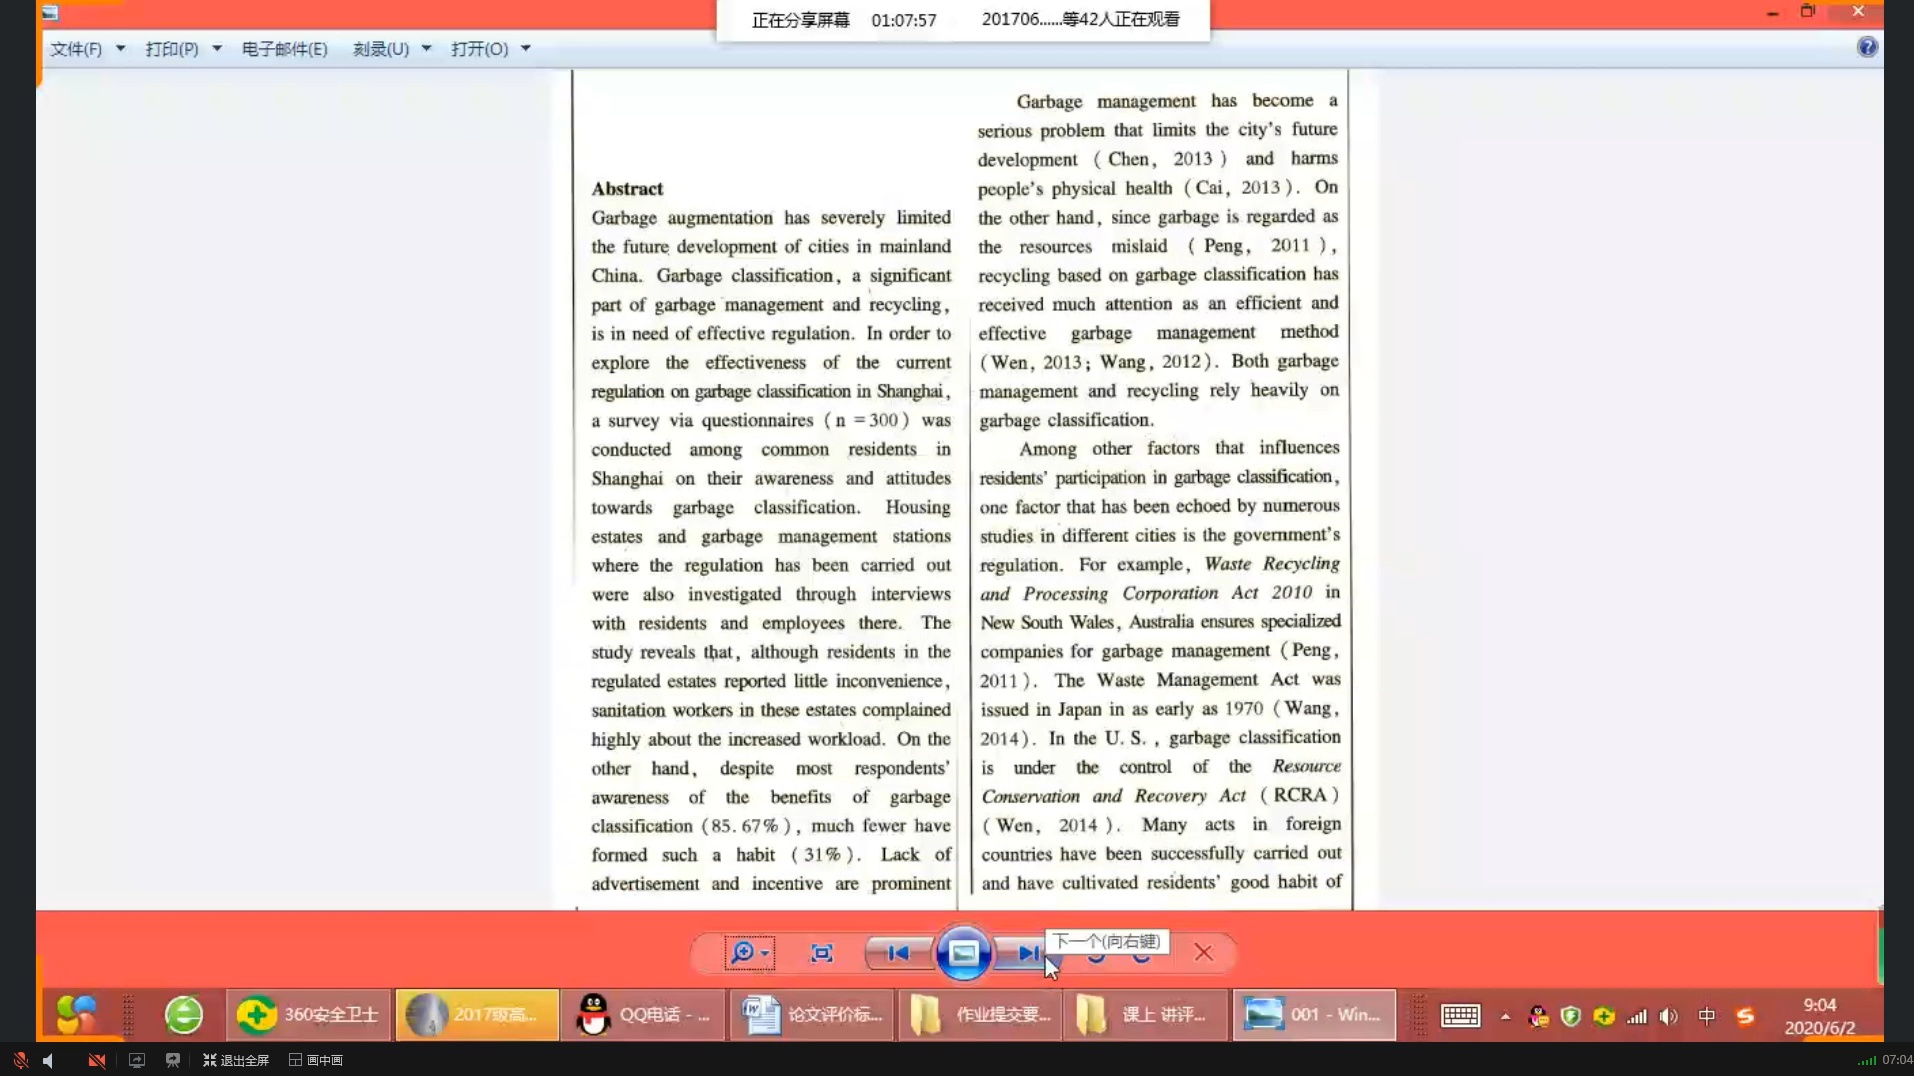 正在分享屏幕 01:07:57 201706......等42人正在观看
文件(F) 打印(P) 电子邮件(E) 刻录(U) 打开(O)
Abstract
Garbage augmentation has severely limited
the future development of cities in mainland
China. Garbage classification, a significant
part of garbage management and recycling,
is in need of effective regulation. In order to
explore the effectiveness of the current
regulation on garbage classification in Shanghai,
a survey via questionnaires (n =300) was
conducted among common residents in
Shanghai on their awareness and attitudes
towards garbage classification. Housing
estates and garbage management stations
where the regulation has been carried out
were also investigated through interviews
with residents and employees there. The
study reveals that, although residents in the
regulated estates reported little inconvenience,
sanitation workers in these estates complained
highly about the increased workload. On the
other hand, despite most respondents'
awareness of the benefits of garbage
classification (85.67%), much fewer have
formed such a habit (31%). Lack of
advertisement and incentive are prominent
Garbage management has become a
serious problem that limits the city's future
development (Chen, 2013) and harms
people's physical health (Cai, 2013). On
the other hand, since garbage is regarded as
the resources mislaid (Peng, 2011),
recycling based on garbage classification has
received much attention as an efficient and
effective garbage management method
(Wen, 2013; Wang, 2012). Both garbage
management and recycling rely heavily on
garbage classification.
Among other factors that influences
residents' participation in garbage classification,
one factor that has been echoed by numerous
studies in different cities is the government's
regulation. For example, Waste Recycling
and Processing Corporation Act 2010 in
New South Wales, Australia ensures specialized
companies for garbage management (Peng,
2011). The Waste Management Act was
issued in Japan in as early as 1970 (Wang,
2014). In the U. S., garbage classification
is under the control of the Resource
Conservation and Recovery Act (RCRA)
(Wen, 2014). Many acts in foreign
countries have been successfully carried out
and have cultivated residents' good habit of
下一个(向右键)
360安全卫士 2017级高... QQ电话 - ... 论文评价标... 作业提交要... 课上 讲评... 001 - Win... 中 9:04
2020/6/2
退出全屏 画中画 07:04